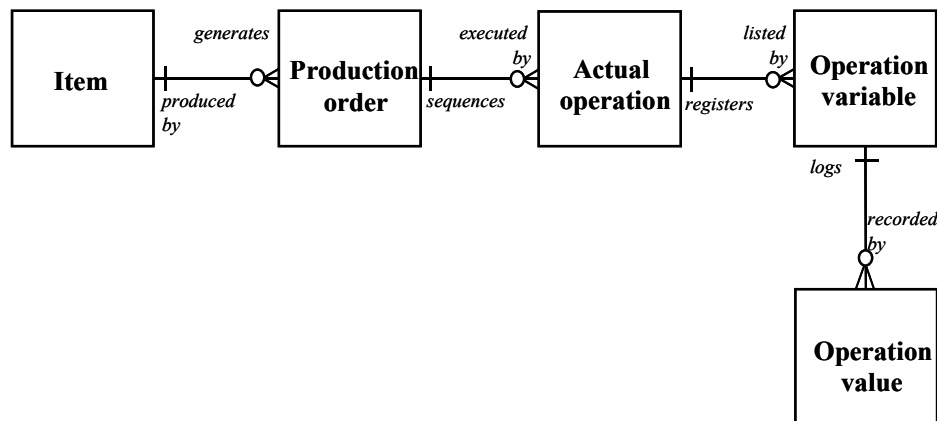 generates
executed
by
listed
by
Item
Production
order
Actual
operation
Operation
variable
produced
by
sequences
registers
logs
recorded
by
Operation
value